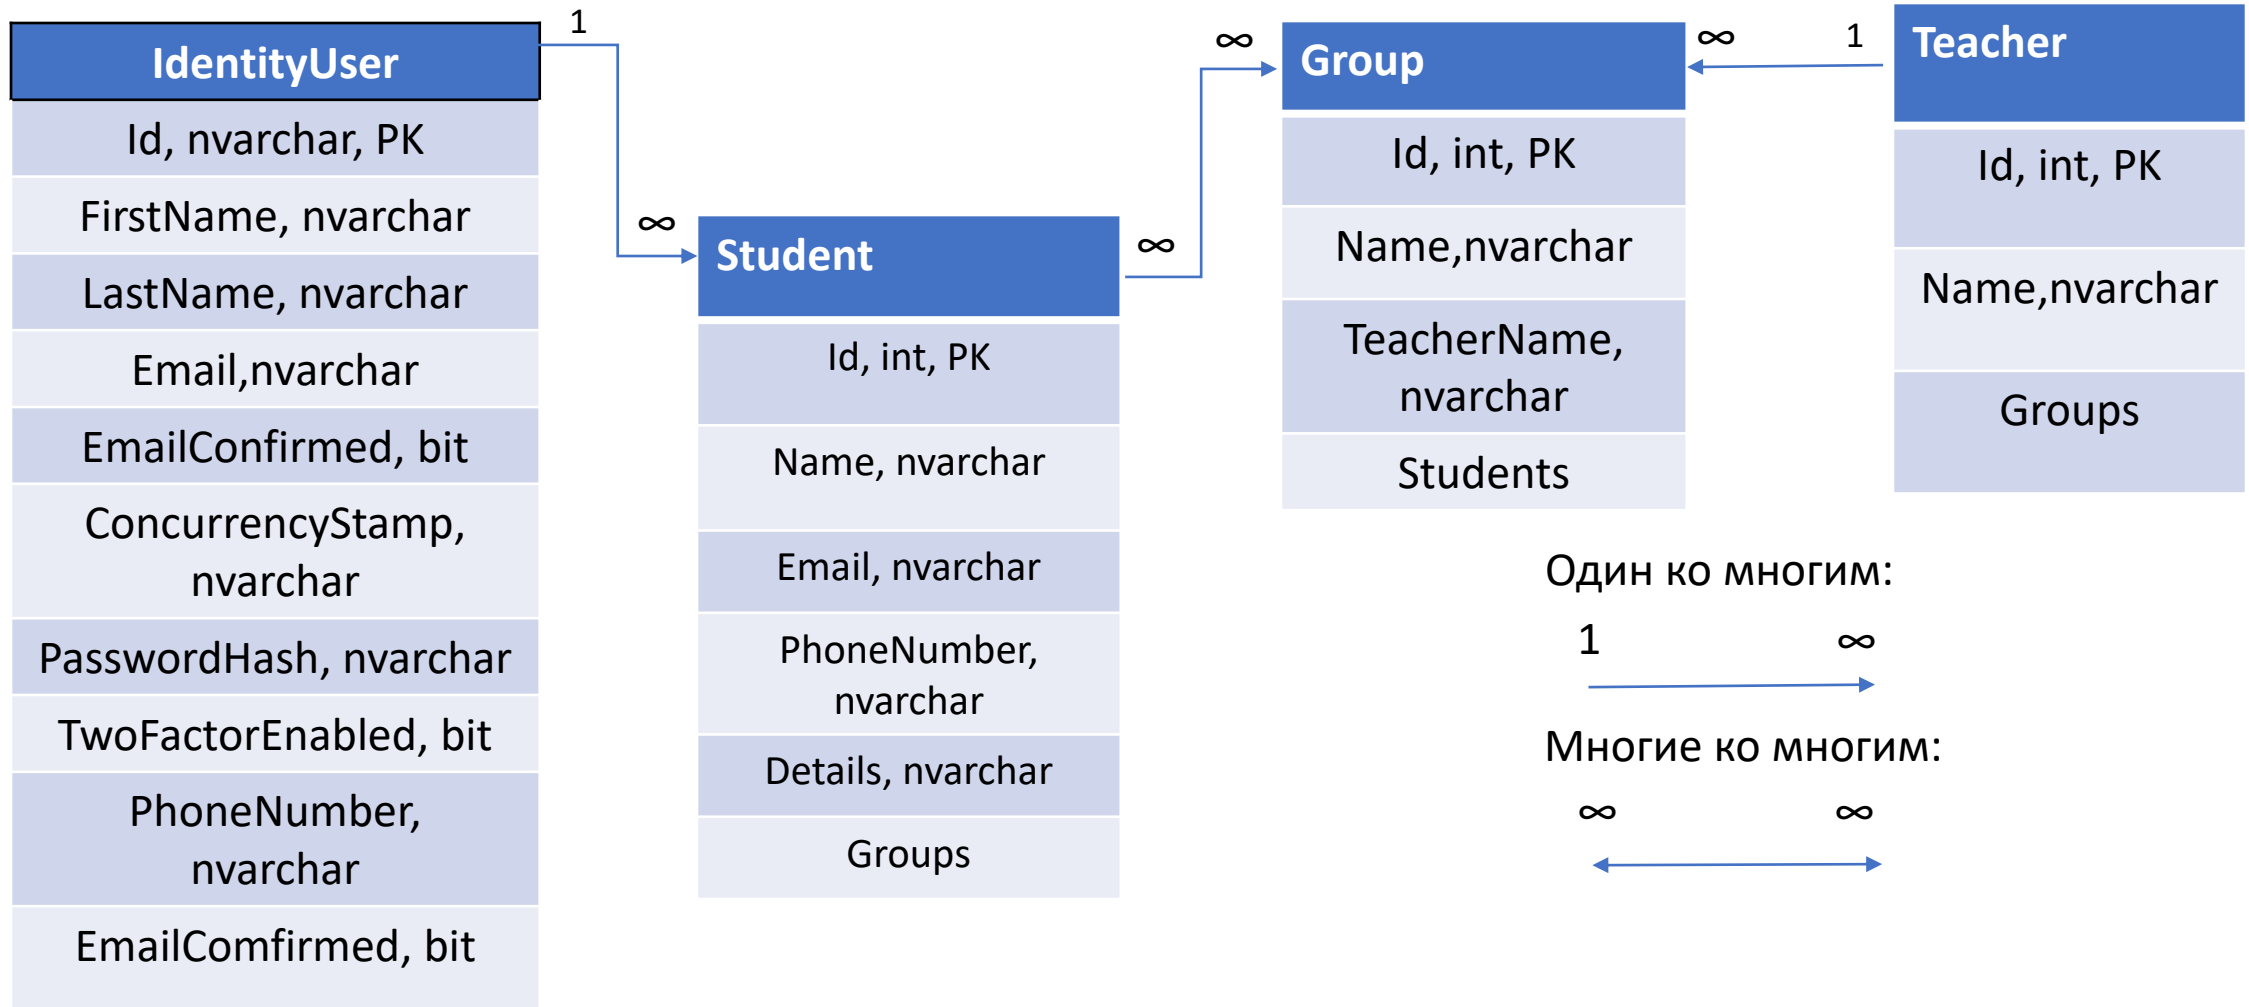 IdentityUser
Id, nvarchar, PK
FirstName, nvarchar
LastName, nvarchar
Email,nvarchar
EmailConfirmed, bit
ConcurrencyStamp,
nvarchar
PasswordHash, nvarchar
TwoFactorEnabled, bit
PhoneNumber,
nvarchar
EmailComfirmed, bit
1
∞
Student
Id, int, PK
Name, nvarchar
Email, nvarchar
PhoneNumber,
nvarchar
Details, nvarchar
Groups
∞
∞
Group
Id, int, PK
Name,nvarchar
TeacherName,
nvarchar
Students
∞ 1
Teacher
Id, int, PK
Name,nvarchar
Groups
Один ко многим:
1 ∞
Многие ко многим:
∞ ∞